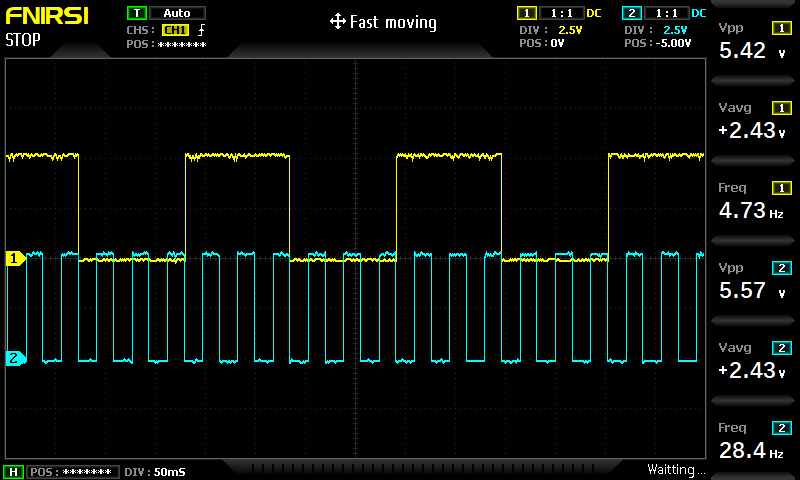 FNIRSI
STOP
T Auto
CHS: CH1
POS: *******
Fast moving
1 1:1 DC
DIV: 2.5V
POS: 0V
2 1:1 DC
DIV: 2.5V
POS: -5.00V
Vpp 1
5.42 V
Vavg 1
+2.43 V
Freq 1
4.73 Hz
Vpp 2
5.57 V
Vavg 2
+2.43 V
Freq 2
28.4 Hz
1
2
H POS: ******* DIV: 50mS
Waitting...